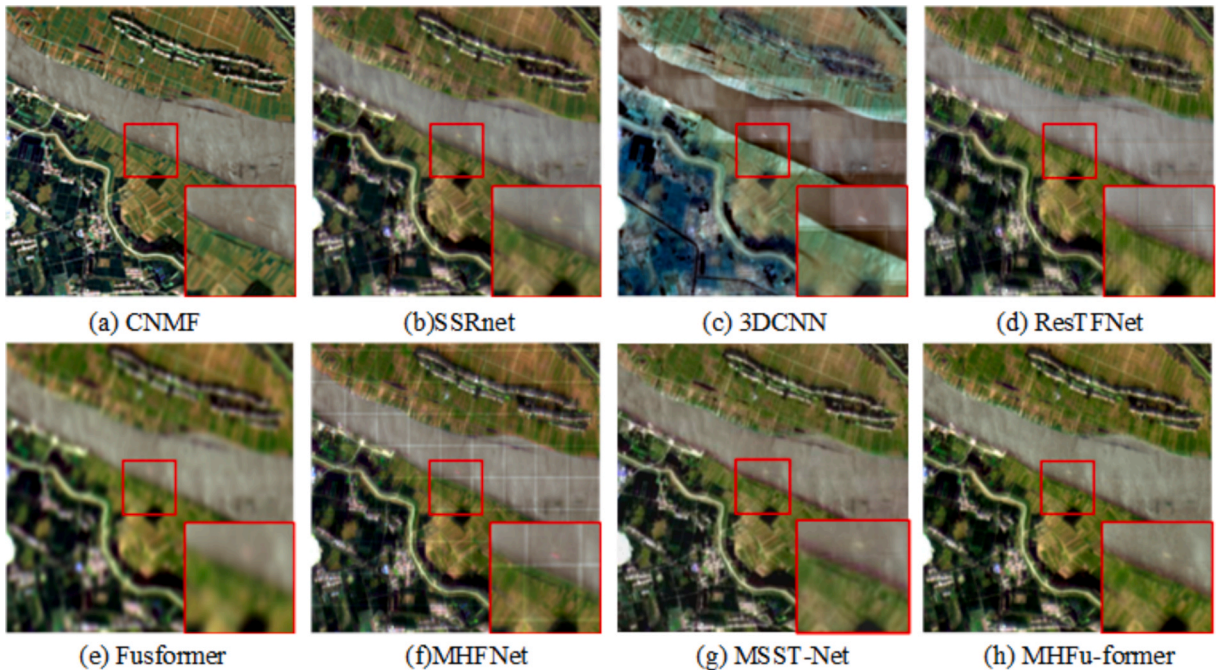 (a) CNMF
(b)SSRnet
(c) 3DCNN
(d) ResTFNet
(e) Fusformer
(f)MHFNet
(g) MSST-Net
(h) MHFu-former